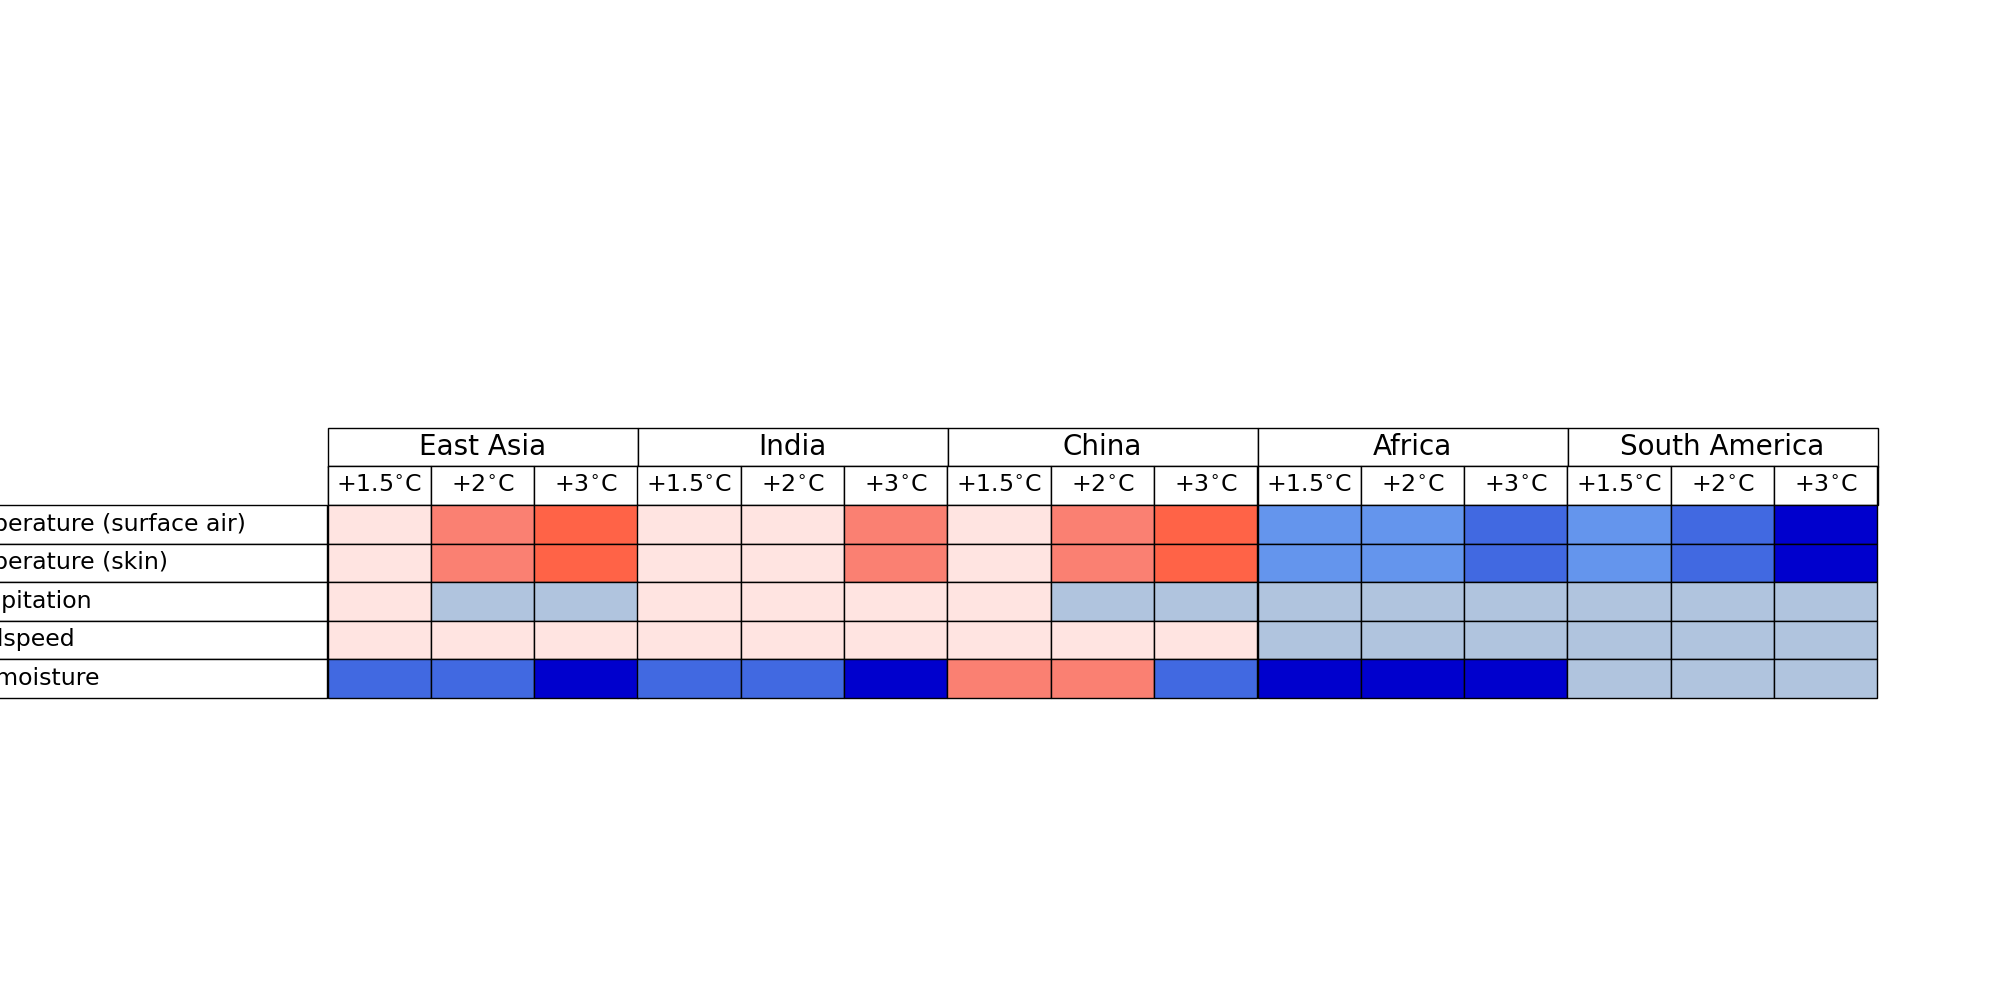 East Asia India China Africa South America
+1.5°C +2°C +3°C +1.5°C +2°C +3°C +1.5°C +2°C +3°C +1.5°C +2°C +3°C +1.5°C +2°C +3°C
perature (surface air)
perature (skin)
pitation
speed
moisture